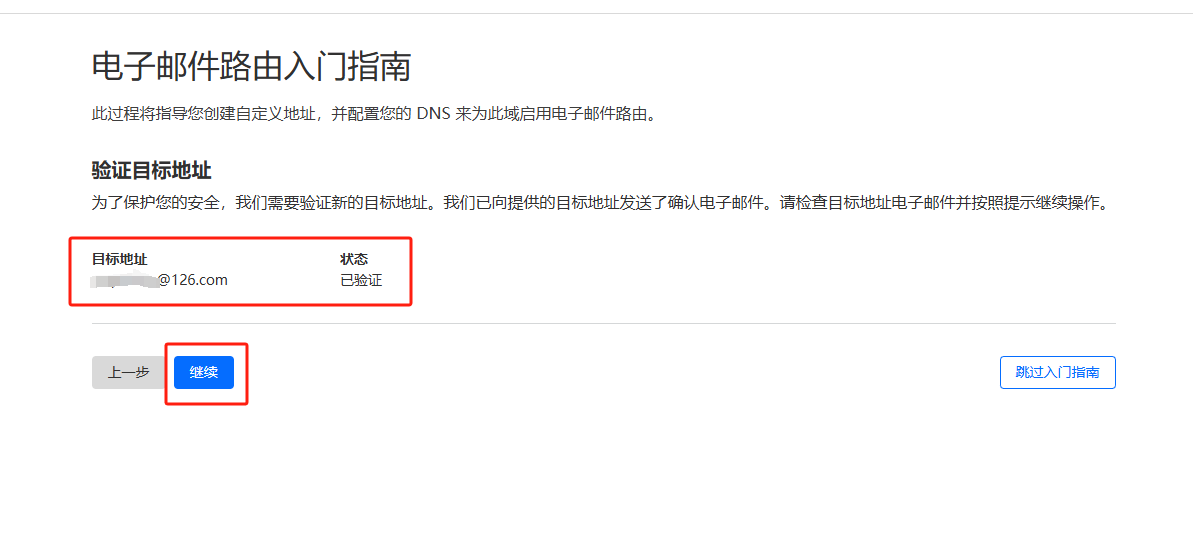 电子邮件路由入门指南
此过程将指导您创建自定义地址，并配置您的 DNS 来为此域启用电子邮件路由。
验证目标地址
为了保护您的安全，我们需要验证新的目标地址。我们已向提供的目标地址发送了确认电子邮件。请检查目标地址电子邮件并按照提示继续操作。
目标地址 状态
@126.com 已验证
上一步 继续 跳过入门指南